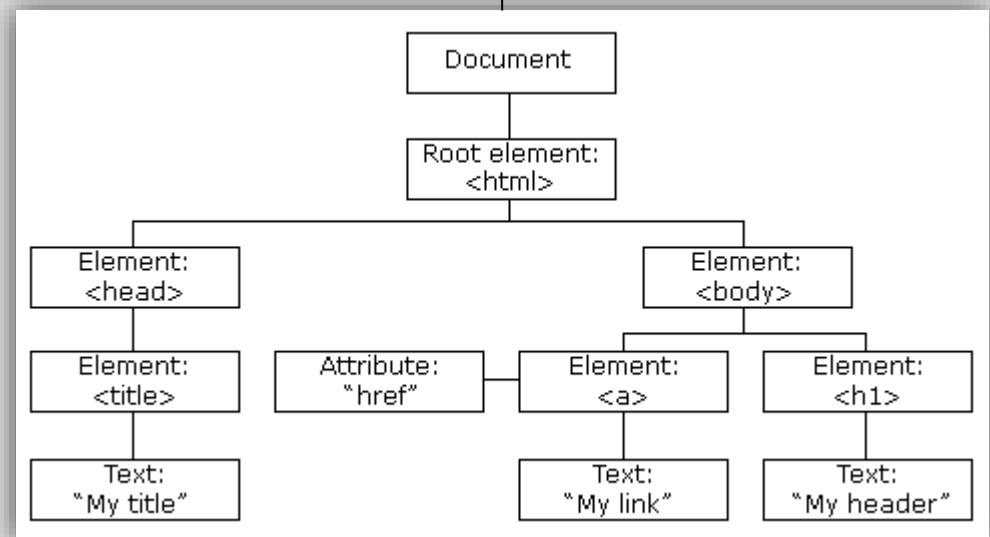 Document
Root element:
<html>
Element:
<head>
Element:
<body>
Element:
<title>
Attribute:
“href”
Element:
<a>
Element:
<h1>
Text:
“My title”
Text:
“My link”
Text:
“My header”